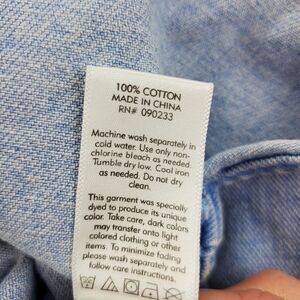 100% COTTON
MADE IN CHINA
RN# 090233
Machine wash separately in
cold water. Use only non-
chlorine bleach as needed.
Tumble dry low. Cool iron
as needed. Do not dry
clean.
This garment was specially
dyed to produce its unique
color. Take care, dark colors
may transfer onto light
colored clothing or other
items. To minimize fading
please wash separately and
follow care instructions.